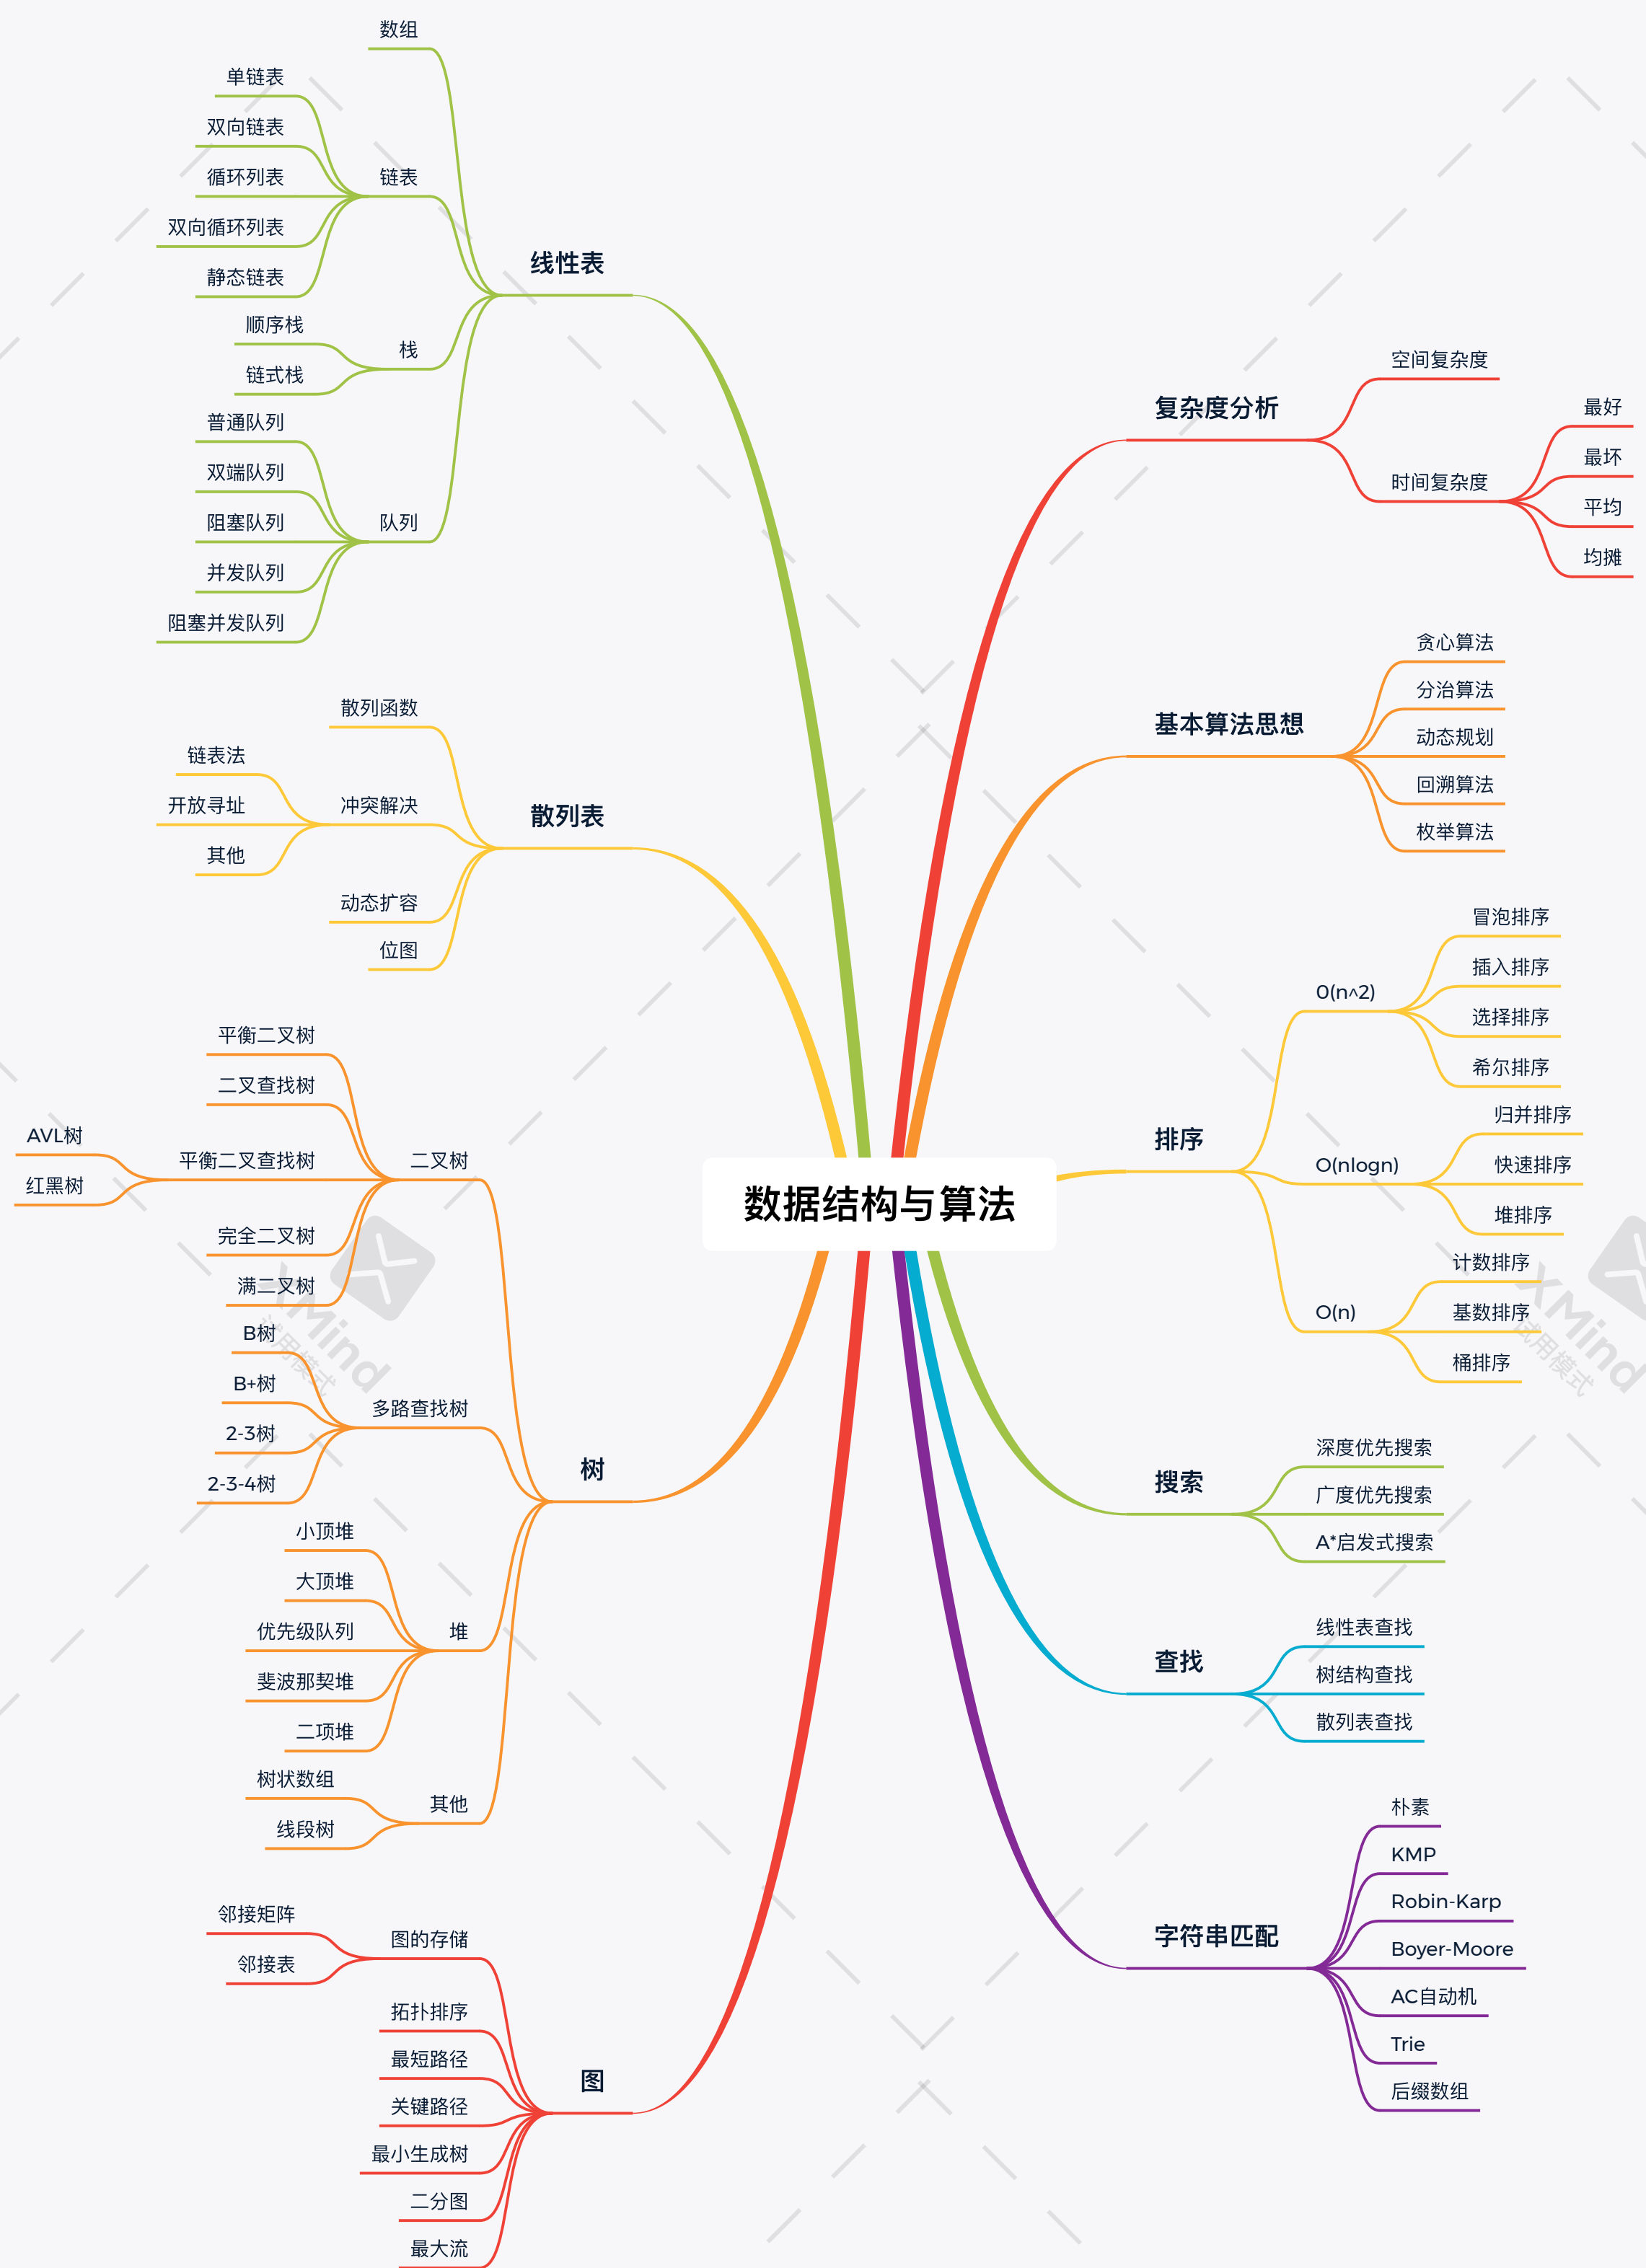 数据结构与算法
线性表
数组
链表
单链表
双向链表
循环列表
双向循环列表
静态链表
栈
顺序栈
链式栈
队列
普通队列
双端队列
阻塞队列
并发队列
阻塞并发队列
散列表
散列函数
冲突解决
链表法
开放寻址
其他
动态扩容
位图
树
二叉树
平衡二叉树
二叉查找树
平衡二叉查找树
AVL树
红黑树
完全二叉树
满二叉树
多路查找树
B树
B+树
2-3树
2-3-4树
堆
小顶堆
大顶堆
优先级队列
斐波那契堆
二项堆
其他
树状数组
线段树
图
图的存储
邻接矩阵
邻接表
拓扑排序
最短路径
关键路径
最小生成树
二分图
最大流
复杂度分析
空间复杂度
时间复杂度
最好
最坏
平均
均摊
基本算法思想
贪心算法
分治算法
动态规划
回溯算法
枚举算法
排序
0(n^2)
冒泡排序
插入排序
选择排序
希尔排序
O(nlogn)
归并排序
快速排序
堆排序
O(n)
计数排序
基数排序
桶排序
搜索
深度优先搜索
广度优先搜索
A*启发式搜索
查找
线性表查找
树结构查找
散列表查找
字符串匹配
朴素
KMP
Robin-Karp
Boyer-Moore
AC自动机
Trie
后缀数组
XMind
试用模式
XMind
试用模式